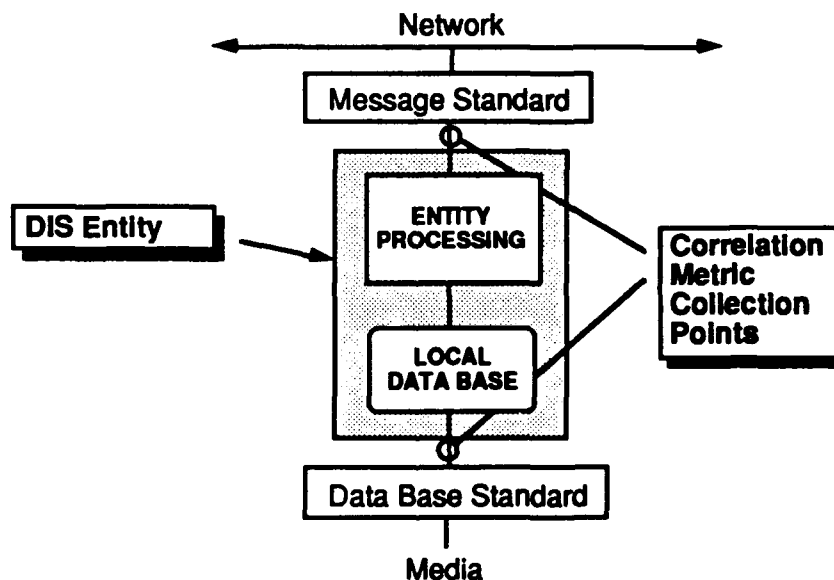 Network
Message Standard
DIS Entity
ENTITY
PROCESSING
Correlation
Metric
Collection
Points
LOCAL
DATA BASE
Data Base Standard
Media